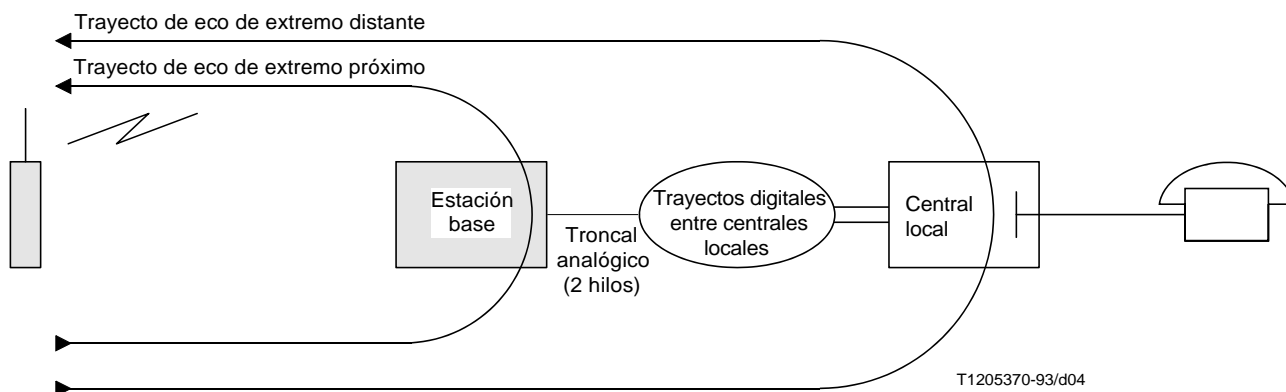 Trayecto de eco de extremo distante
Trayecto de eco de extremo próximo
Estación
base
Troncal
analógico
(2 hilos)
Trayectos digitales
entre centrales
locales
Central
local
T1205370-93/d04